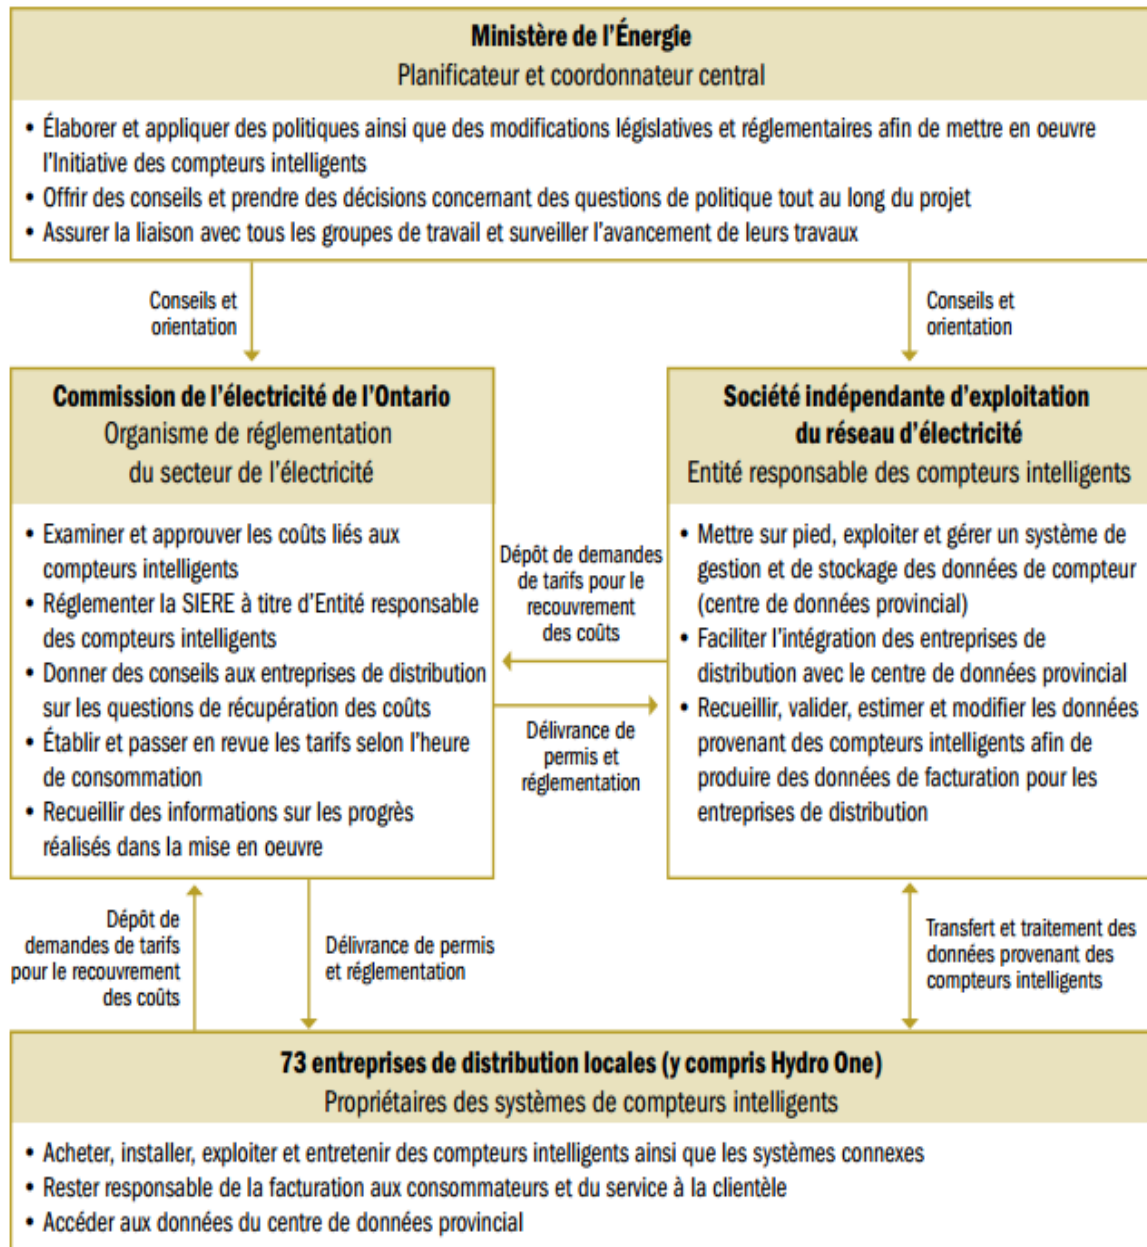 Ministère de l’Énergie
Planificateur et coordonnateur central
• Élaborer et appliquer des politiques ainsi que des modifications législatives et réglementaires afin de mettre en oeuvre
l’Initiative des compteurs intelligents
• Offrir des conseils et prendre des décisions concernant des questions de politique tout au long du projet
• Assurer la liaison avec tous les groupes de travail et surveiller l’avancement de leurs travaux
Conseils et
orientation
Conseils et
orientation
Commission de l’électricité de l’Ontario
Organisme de réglementation
du secteur de l’électricité
• Examiner et approuver les coûts liés aux
compteurs intelligents
• Réglementer la SIERE à titre d’Entité responsable
des compteurs intelligents
• Donner des conseils aux entreprises de distribution
sur les questions de récupération des coûts
• Établir et passer en revue les tarifs selon l’heure
de consommation
• Recueillir des informations sur les progrès
réalisés dans la mise en oeuvre
Dépôt de demandes
de tarifs pour le
recouvrement
des coûts
Délivrance de
permis et
réglementation
Société indépendante d’exploitation
du réseau d’électricité
Entité responsable des compteurs intelligents
• Mettre sur pied, exploiter et gérer un système de
gestion et de stockage des données de compteur
(centre de données provincial)
• Faciliter l’intégration des entreprises de
distribution avec le centre de données provincial
• Recueillir, valider, estimer et modifier les données
provenant des compteurs intelligents afin de
produire des données de facturation pour les
entreprises de distribution
Dépôt de
demandes de tarifs
pour le recouvrement
des coûts
Délivrance de permis
et réglementation
Transfert et traitement des
données provenant des
compteurs intelligents
73 entreprises de distribution locales (y compris Hydro One)
Propriétaires des systèmes de compteurs intelligents
• Acheter, installer, exploiter et entretenir des compteurs intelligents ainsi que les systèmes connexes
• Rester responsable de la facturation aux consommateurs et du service à la clientèle
• Accéder aux données du centre de données provincial